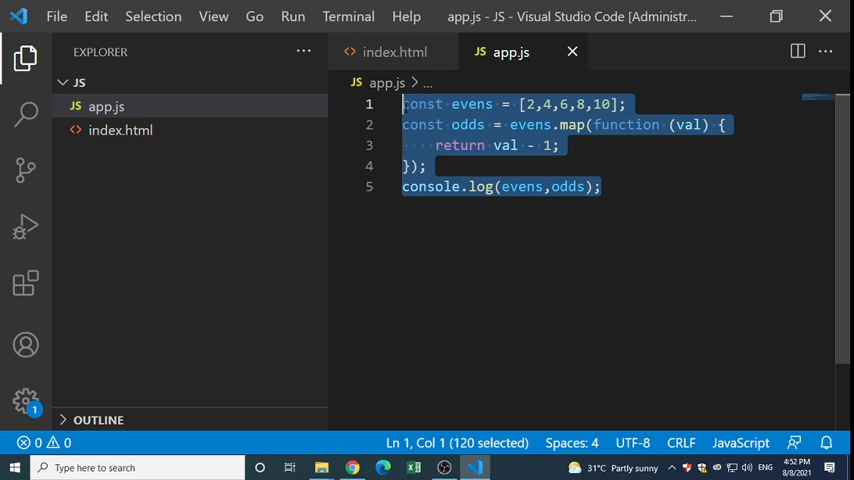 File Edit Selection View Go Run Terminal Help app.js - JS - Visual Studio Code [Administr...
EXPLORER
index.html
JS app.js
JS
JS app.js
index.html
JS app.js > ...
1 const evens = [2,4,6,8,10];
2 const odds = evens.map(function (val) {
3 return val - 1;
4 });
5 console.log(evens,odds);
OUTLINE
1
0 0
Ln 1, Col 1 (120 selected) Spaces: 4 UTF-8 CRLF JavaScript
Type here to search
31°C Partly sunny
ENG
4:52 PM
8/8/2021